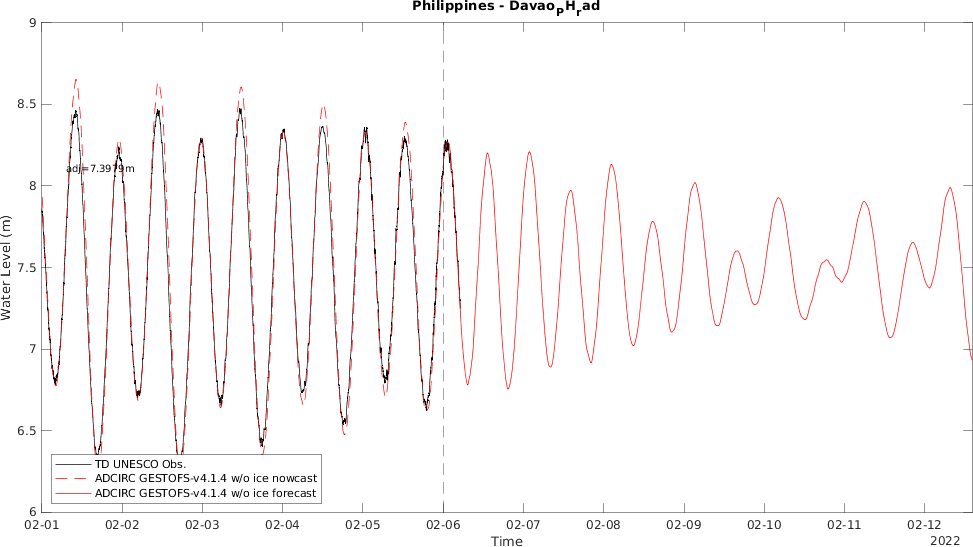 Philippines - Davao_PH_rad
9
8.5
8
7.5
7
6.5
6
Water Level (m)
adj=7.3979m
TD UNESCO Obs.
ADCIRC GESTOFS-v4.1.4 w/o ice nowcast
ADCIRC GESTOFS-v4.1.4 w/o ice forecast
02-01 02-02 02-03 02-04 02-05 02-06 02-07 02-08 02-09 02-10 02-11 02-12
Time
2022